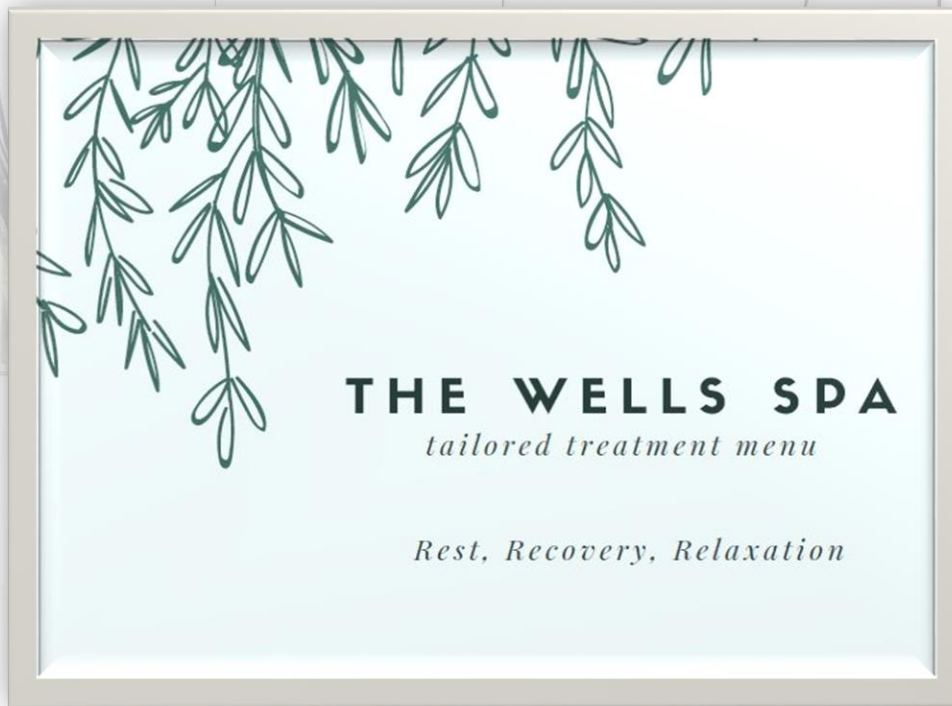 THE WELLS SPA
tailored treatment menu
Rest, Recovery, Relaxation